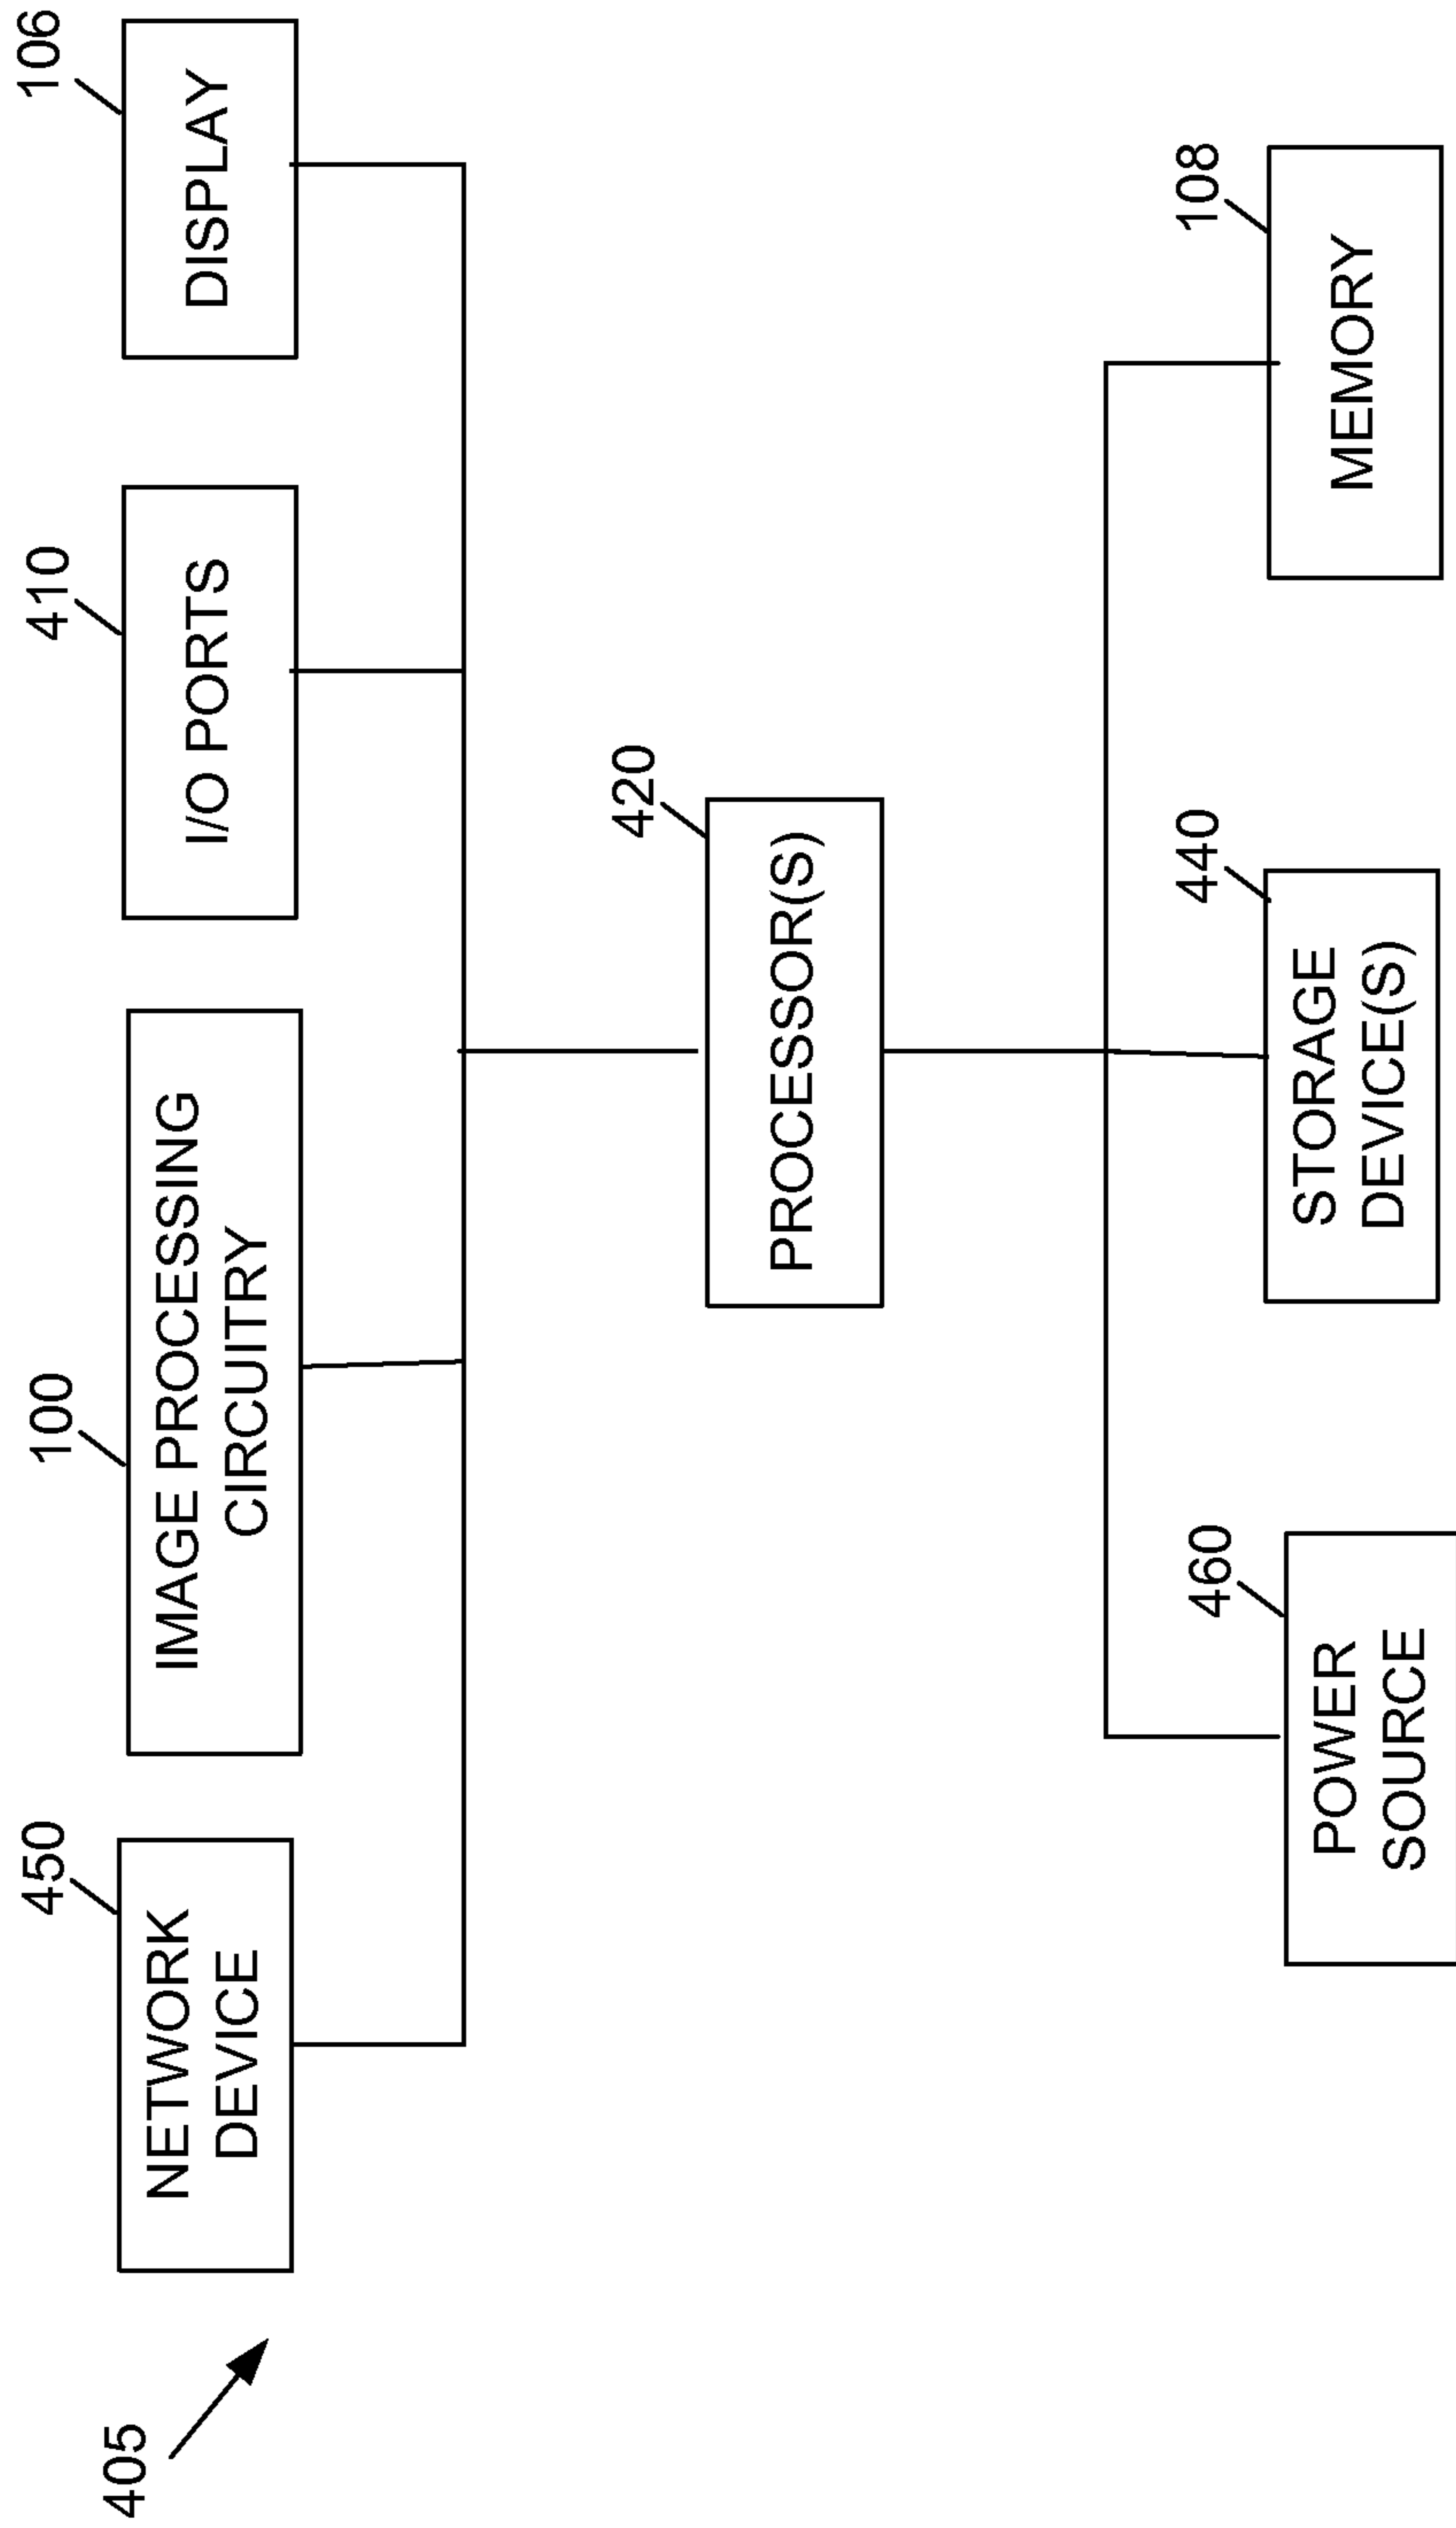 405
450
NETWORK
DEVICE
100
IMAGE PROCESSING
CIRCUITRY
410
I/O PORTS
106
DISPLAY
420
PROCESSOR(S)
460
POWER
SOURCE
440
STORAGE
DEVICE(S)
108
MEMORY